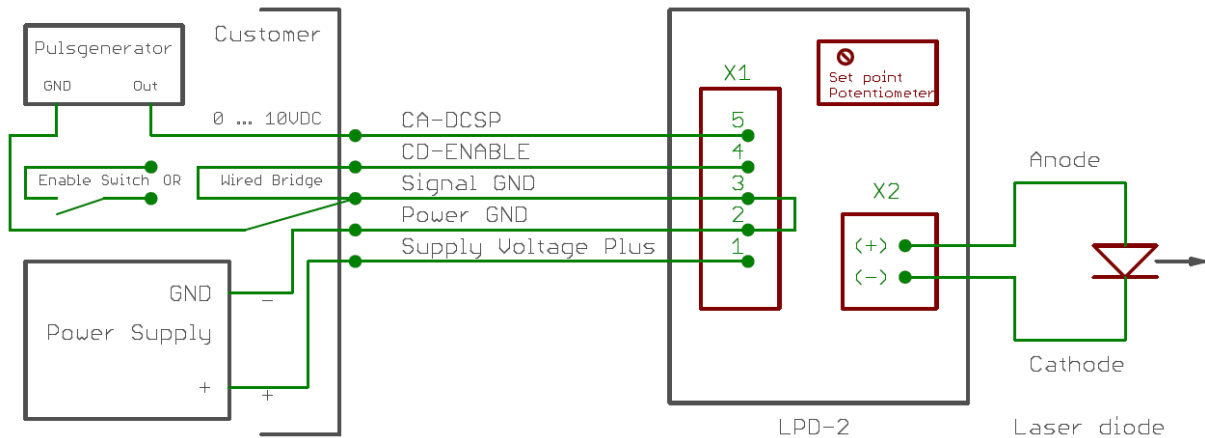 Customer
Pulsgenerator
GND Out
0 ... 10VDC
Enable Switch OR
Wired Bridge
GND -
Power Supply
+ +
CA-DCSP
CD-ENABLE
Signal GND
Power GND
Supply Voltage Plus
X1
5
4
3
2
1
Set point
Potentiometer
X2
(+)
(-)
LPD-2
Anode
Cathode
Laser diode